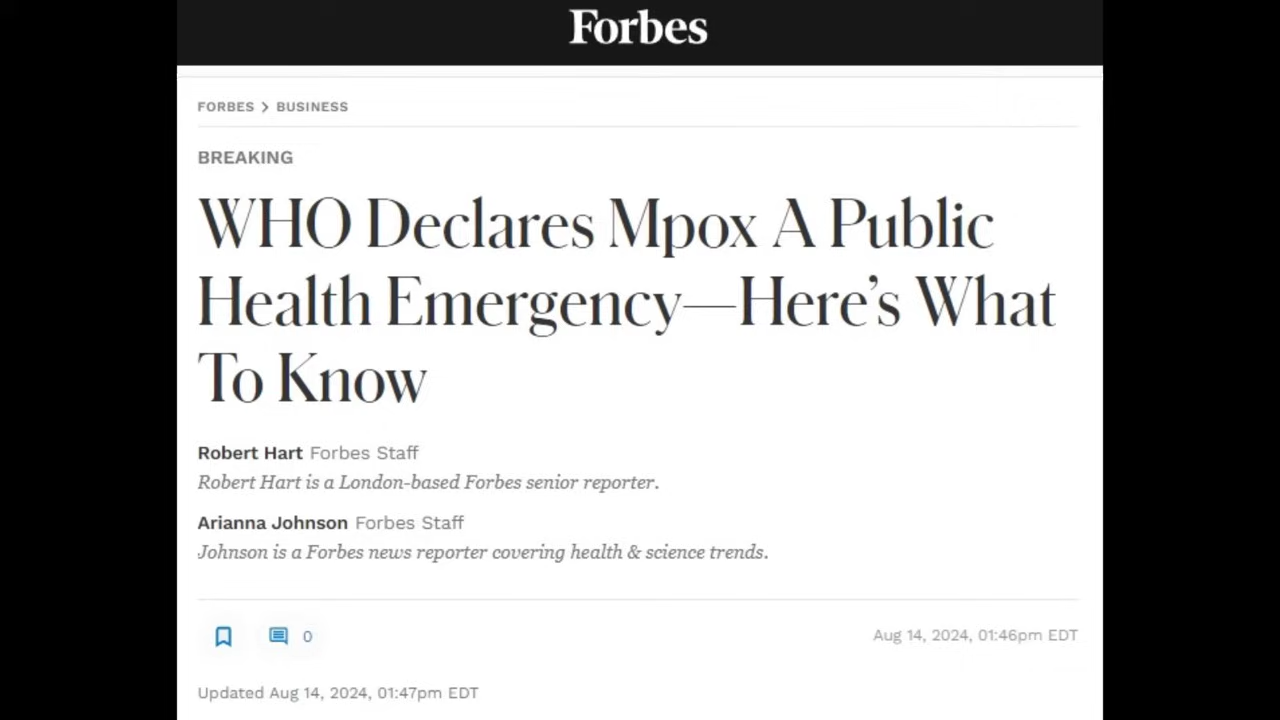 Forbes
FORBES > BUSINESS
BREAKING
WHO Declares Mpox A Public
Health Emergency—Here’s What
To Know
Robert Hart Forbes Staff
Robert Hart is a London-based Forbes senior reporter.
Arianna Johnson Forbes Staff
Johnson is a Forbes news reporter covering health & science trends.
0
Aug 14, 2024, 01:46pm EDT
Updated Aug 14, 2024, 01:47pm EDT